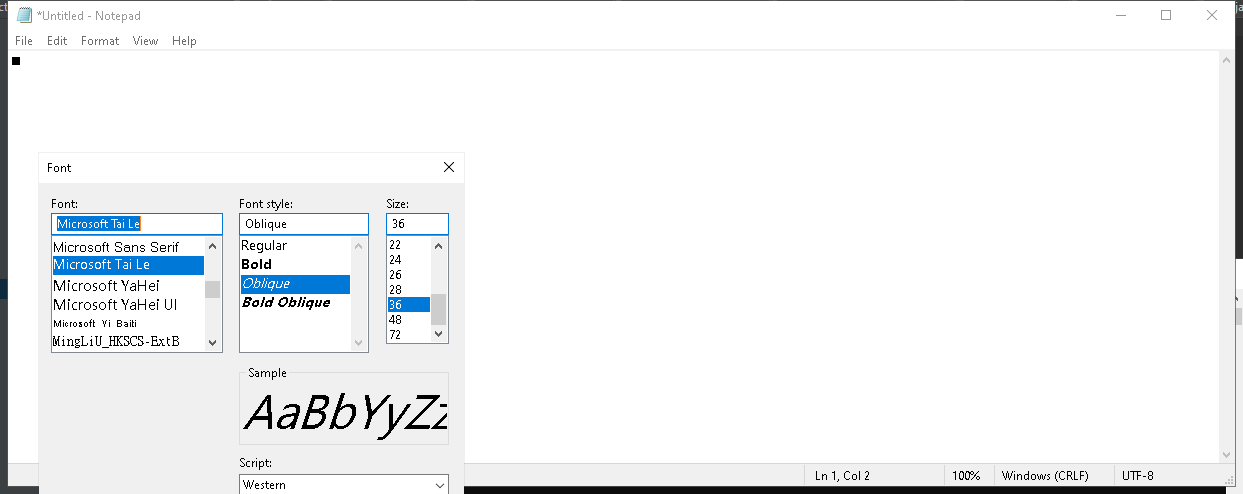 *Untitled - Notepad
File Edit Format View Help
■
Font
Font: Font style: Size:
Microsoft Tai Le Oblique 36
Microsoft Sans Serif
Microsoft Tai Le
Microsoft YaHei
Microsoft YaHei UI
Microsoft Yi Baiti
MingLiU_HKSCS-ExtB
Regular
Bold
Oblique
Bold Oblique
22
24
26
28
36
48
72
Sample
AaBbYyZz
Script:
Western
Ln 1, Col 2 100% Windows (CRLF) UTF-8